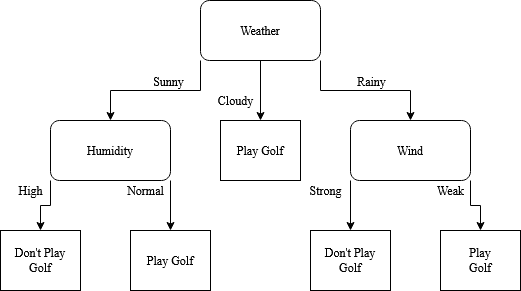 Weather
Sunny
Cloudy
Rainy
Humidity
Play Golf
Wind
High
Normal
Strong
Weak
Don't Play
Golf
Play Golf
Don't Play
Golf
Play
Golf